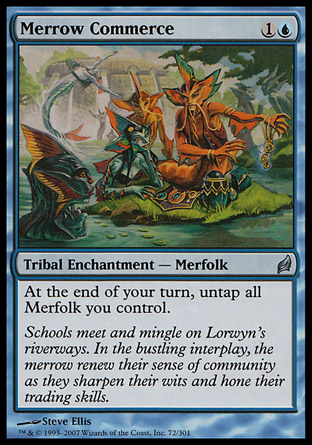 Merrow Commerce 1
Tribal Enchantment — Merfolk
At the end of your turn, untap all
Merfolk you control.
Schools meet and mingle on Lorwyn's
riverways. In the bustling interplay, the
merrow renew their sense of community
as they sharpen their wits and hone their
trading skills.
Steve Ellis
™ & © 1993–2007 Wizards of the Coast, Inc. 72/301